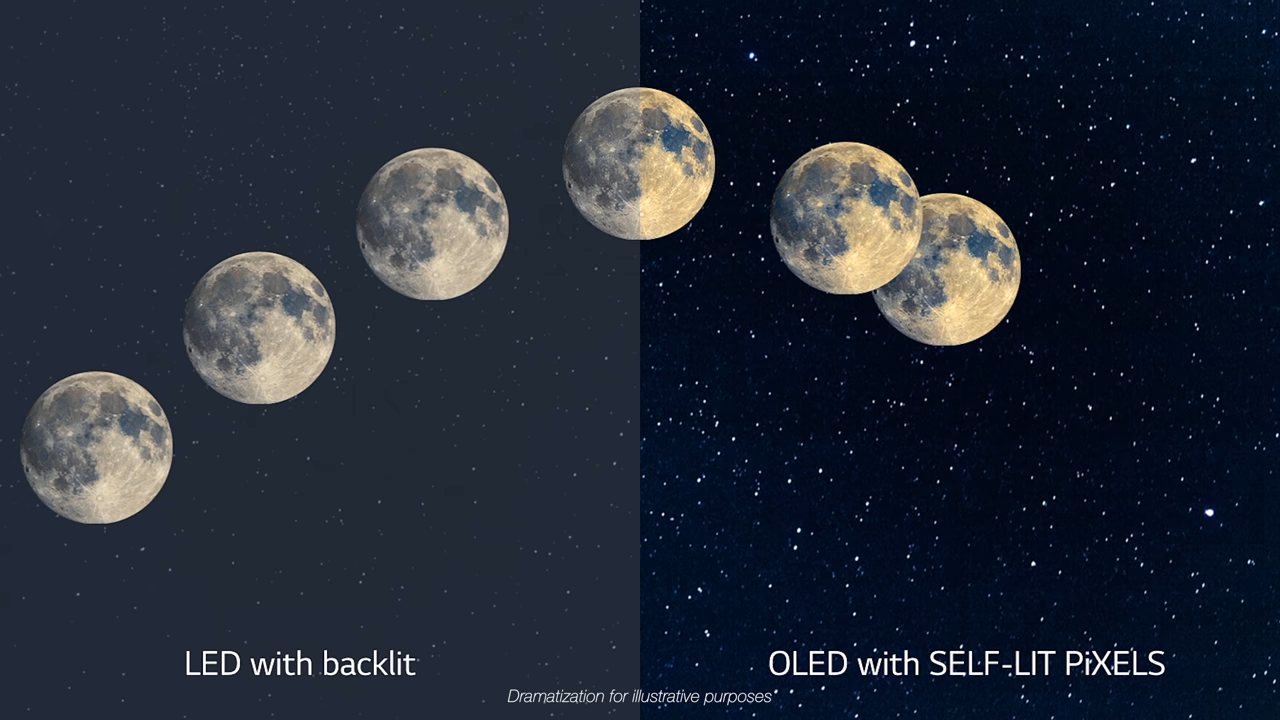 LED with backlit
OLED with SELF-LIT PiXELS
Dramatization for illustrative purposes